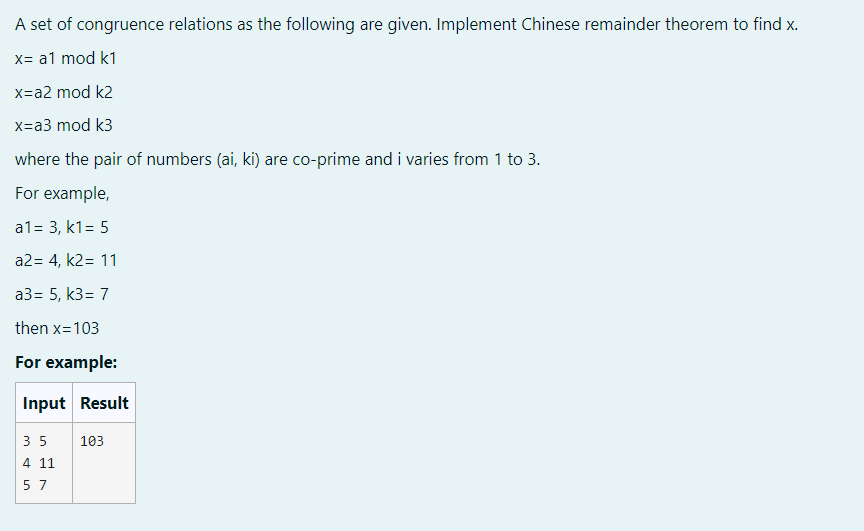 A set of congruence relations as the following are given. Implement Chinese remainder theorem to find x.
x= a1 mod k1
x=a2 mod k2
x=a3 mod k3
where the pair of numbers (ai, ki) are co-prime and i varies from 1 to 3.
For example,
a1= 3, k1= 5
a2= 4, k2= 11
a3= 5, k3= 7
then x=103
For example:
Input Result
3 5 103
4 11
5 7